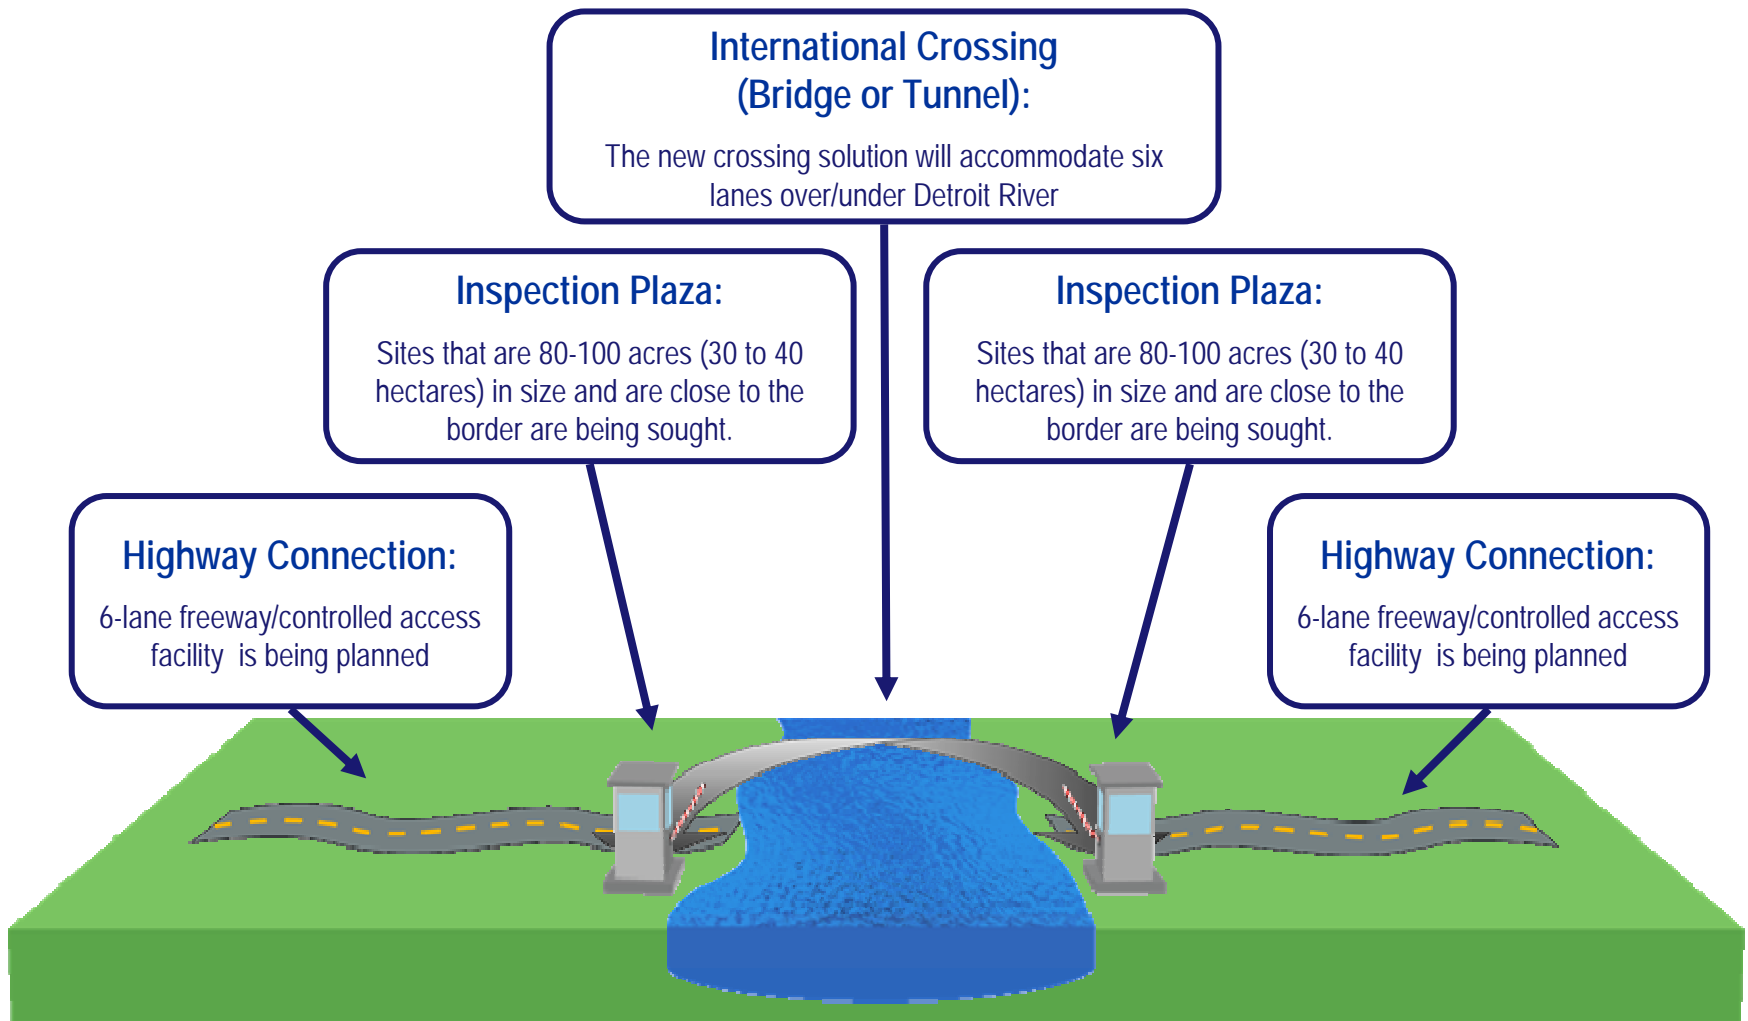 International Crossing
(Bridge or Tunnel):
The new crossing solution will accommodate six
lanes over/under Detroit River
Inspection Plaza:
Sites that are 80-100 acres (30 to 40
hectares) in size and are close to the
border are being sought.
Inspection Plaza:
Sites that are 80-100 acres (30 to 40
hectares) in size and are close to the
border are being sought.
Highway Connection:
6-lane freeway/controlled access
facility  is being planned
Highway Connection:
6-lane freeway/controlled access
facility  is being planned